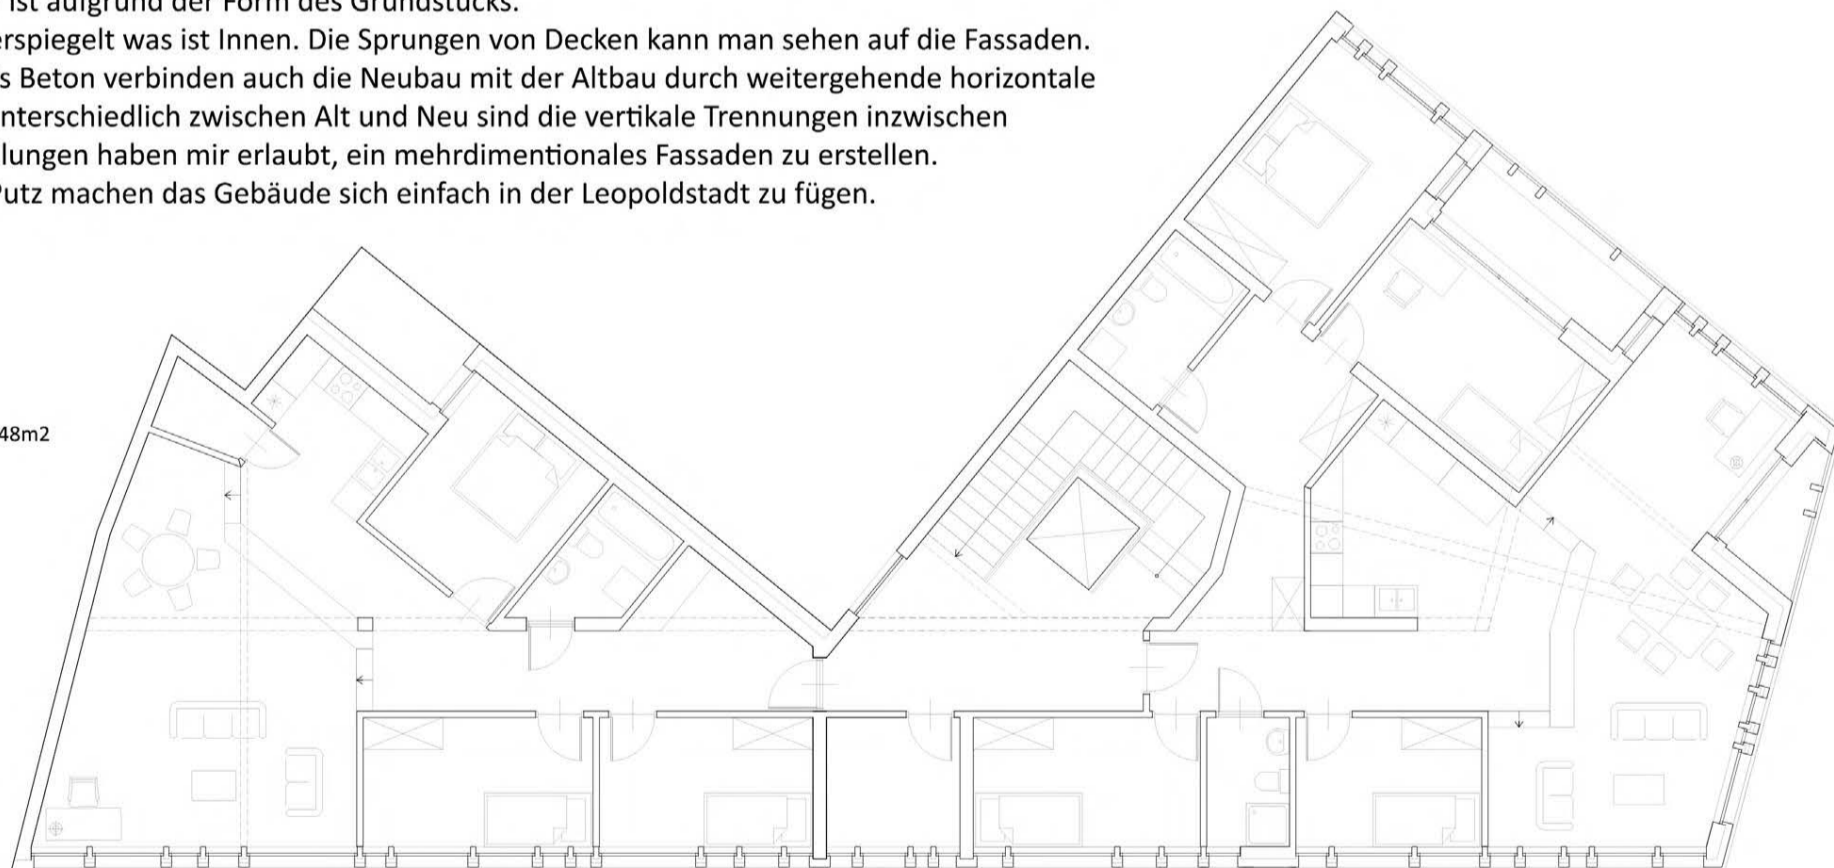 ist aufgrund der Form des Grundstücks.
erspiegelt was ist Innen. Die Sprungen von Decken kann man sehen auf die Fassaden.
s Beton verbinden auch die Neubau mit der Altbau durch weitergehende horizontale
nterschiedlich zwischen Alt und Neu sind die vertikale Trennungen inzwischen
lungen haben mir erlaubt, ein mehrdimentionales Fassaden zu erstellen.
Putz machen das Gebäude sich einfach in der Leopoldstadt zu fügen.
48m2